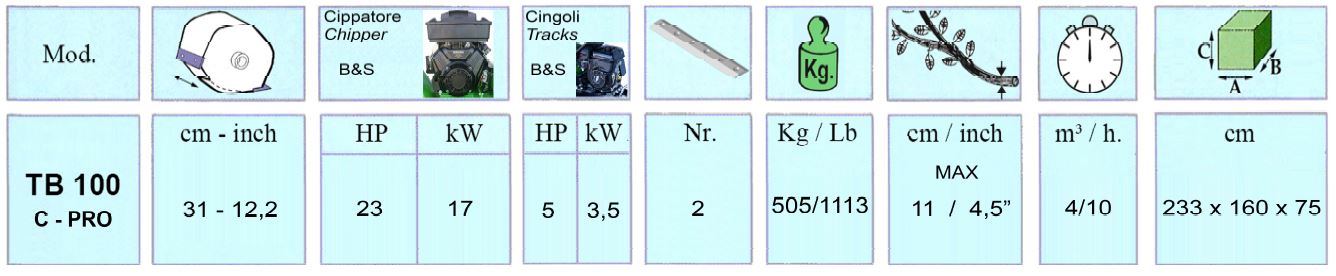 Mod.
Cippatore
Chipper
B&S
Cingoli
Tracks
B&S
Kg.
C
B
A
TB 100
C - PRO
cm - inch
31 - 12,2
HP kW
23 17
HP kW
5 3,5
Nr.
2
Kg / Lb
505/1113
cm / inch
MAX
11 / 4,5”
m³ / h.
4/10
cm
233 x 160 x 75